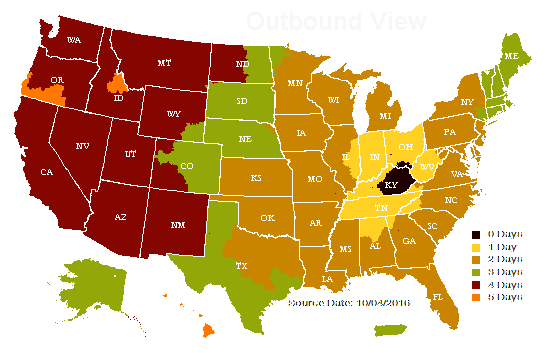 Outbound View
WA
ME
MT
ND
OR
MN
ID
SD
WI
NY
MI
WY
IA
PA
NE
OH
NV
IL
IN
UT
CO
WV
VA
CA
KS
MO
KY
NC
TN
OK
AR
SC
AZ
NM
MS
AL
GA
TX
LA
FL
0 Days
1 Day
2 Days
3 Days
4 Days
5 Days
Source Date: 10/04/2016